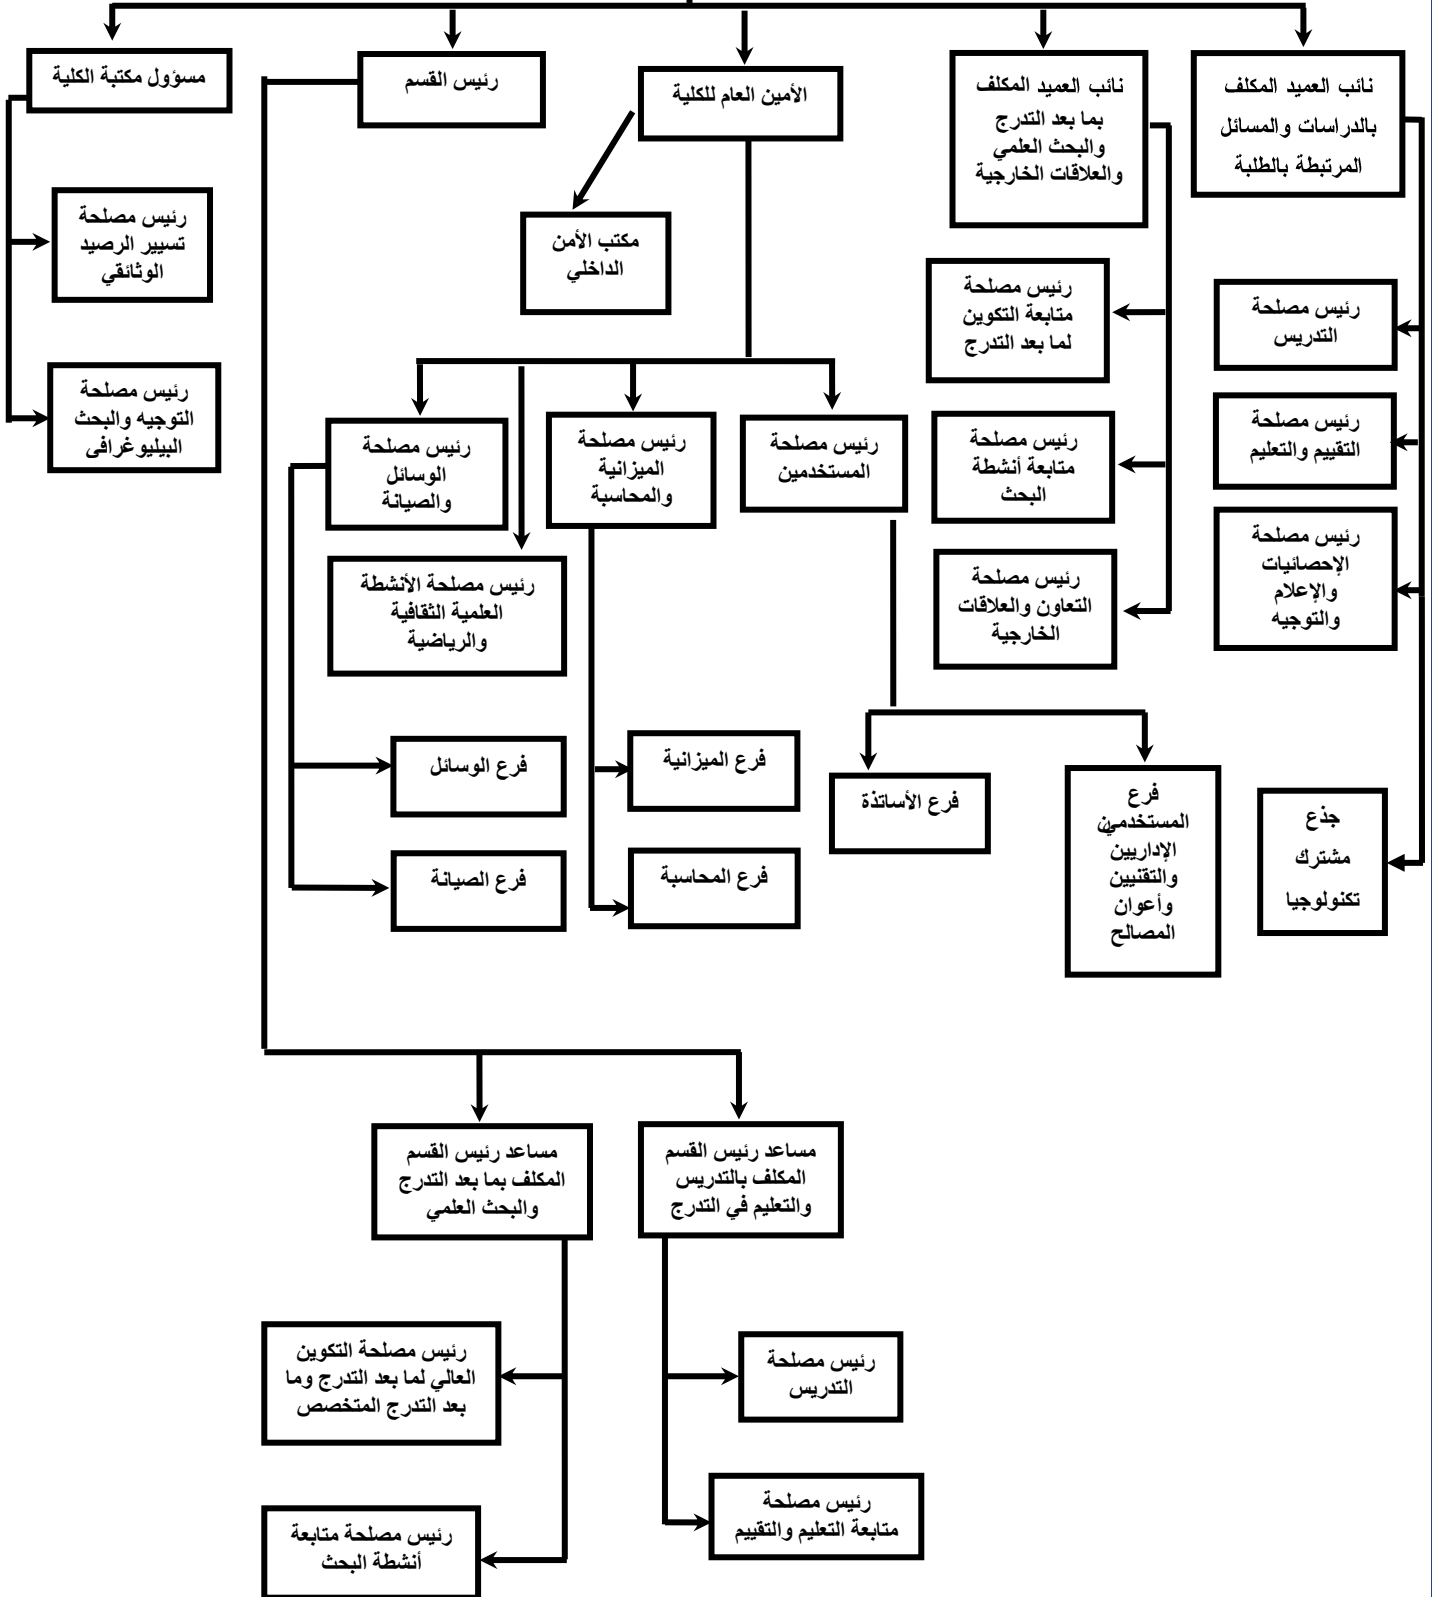 نائب العميد المكلف
بالدراسات والمسائل
المرتبطة بالطلبة
نائب العميد المكلف
بما بعد التدرج
والبحث العلمي
والعلاقات الخارجية
الأمين العام للكلية
رئيس القسم
مسؤول مكتبة الكلية
رئيس مصلحة
تسيير الرصيد
الوثائقي
مكتب الأمن
الداخلي
رئيس مصلحة
متابعة التكوين
لما بعد التدرج
رئيس مصلحة
التدريس
رئيس مصلحة
التوجيه والبحث
البيليوغرافى
رئيس مصلحة
التقييم والتعليم
رئيس مصلحة
متابعة أنشطة
البحث
رئيس مصلحة
المستخدمين
رئيس مصلحة
الميزانية
والمحاسبة
رئيس مصلحة
الوسائل
والصيانة
رئيس مصلحة
الإحصائيات
والإعلام
والتوجيه
رئيس مصلحة
التعاون والعلاقات
الخارجية
رئيس مصلحة الأنشطة
العلمية الثقافية
والرياضية
فرع الميزانية
فرع الوسائل
جذع
مشترك
تكنولوجيا
فرع
المستخدمين
الإداريين
والتقنيين
وأعوان
المصالح
فرع الأساتذة
فرع المحاسبة
فرع الصيانة
مساعد رئيس القسم
المكلف بالتدريس
والتعليم في التدرج
مساعد رئيس القسم
المكلف بما بعد التدرج
والبحث العلمي
رئيس مصلحة
التدريس
رئيس مصلحة التكوين
العالي لما بعد التدرج وما
بعد التدرج المتخصص
رئيس مصلحة
متابعة التعليم والتقييم
رئيس مصلحة متابعة
أنشطة البحث